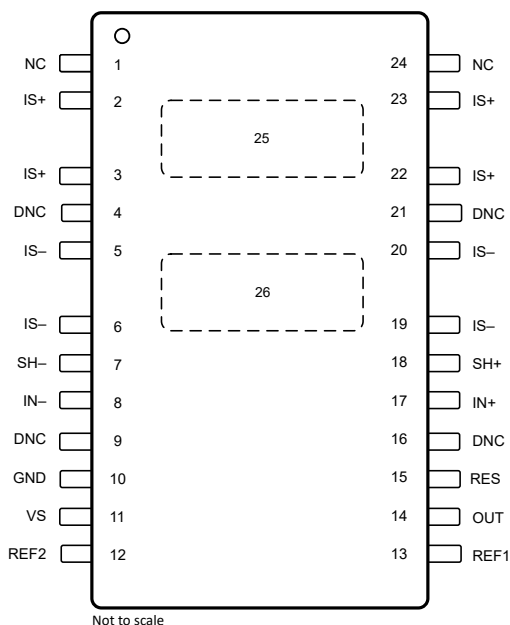 NC 1 24 NC
IS+ 2 23 IS+
25
IS+ 3 22 IS+
DNC 4 21 DNC
IS– 5 20 IS–
26
IS– 6 19 IS–
SH– 7 18 SH+
IN– 8 17 IN+
DNC 9 16 DNC
GND 10 15 RES
VS 11 14 OUT
REF2 12 13 REF1
Not to scale